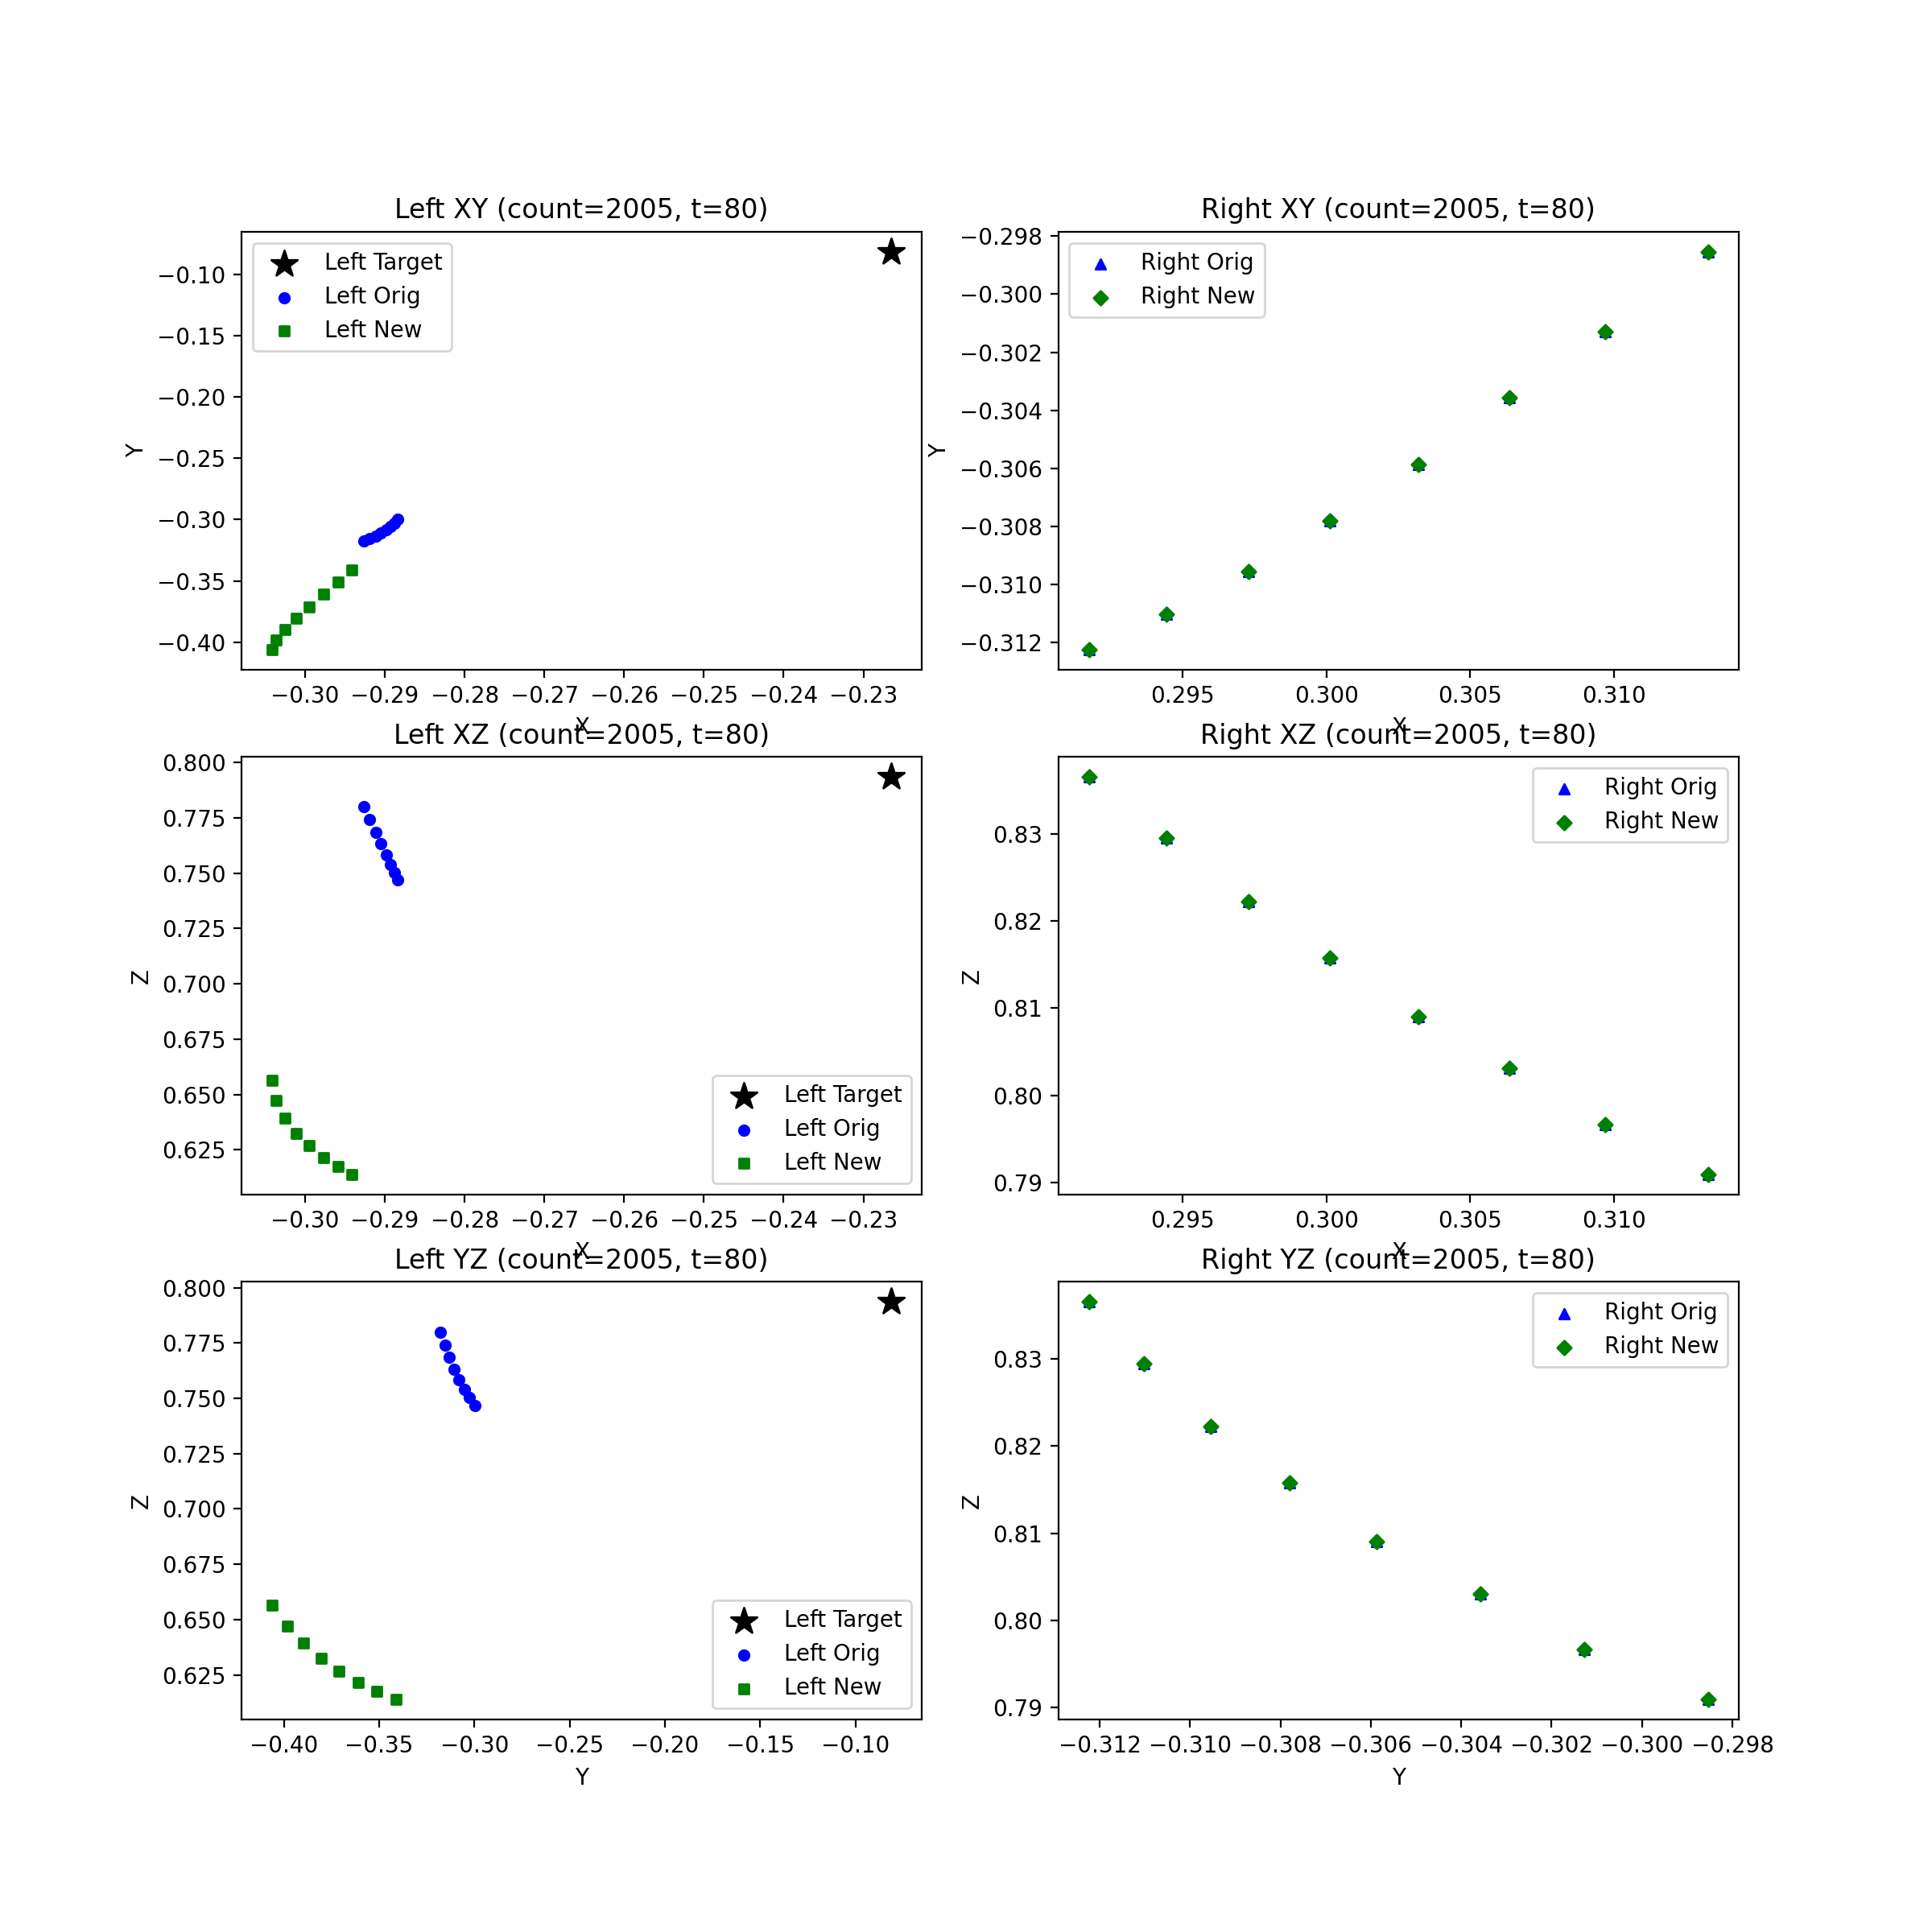 Left XY (count=2005, t=80)
Left Target
Left Orig
Left New
−0.10
−0.15
−0.20
−0.25
−0.30
−0.35
−0.40
Y
−0.30 −0.29 −0.28 −0.27 −0.26 −0.25 −0.24 −0.23
X
Right XY (count=2005, t=80)
Right Orig
Right New
−0.298
−0.300
−0.302
−0.304
−0.306
−0.308
−0.310
−0.312
Y
0.295 0.300 0.305 0.310
X
Left XZ (count=2005, t=80)
0.800
0.775
0.750
0.725
0.700
0.675
0.650
0.625
Z
Left Target
Left Orig
Left New
−0.30 −0.29 −0.28 −0.27 −0.26 −0.25 −0.24 −0.23
X
Right XZ (count=2005, t=80)
Right Orig
Right New
0.83
0.82
0.81
0.80
0.79
Z
0.295 0.300 0.305 0.310
X
Left YZ (count=2005, t=80)
0.800
0.775
0.750
0.725
0.700
0.675
0.650
0.625
Z
Left Target
Left Orig
Left New
−0.40 −0.35 −0.30 −0.25 −0.20 −0.15 −0.10
Y
Right YZ (count=2005, t=80)
Right Orig
Right New
0.83
0.82
0.81
0.80
0.79
Z
−0.312 −0.310 −0.308 −0.306 −0.304 −0.302 −0.300 −0.298
Y